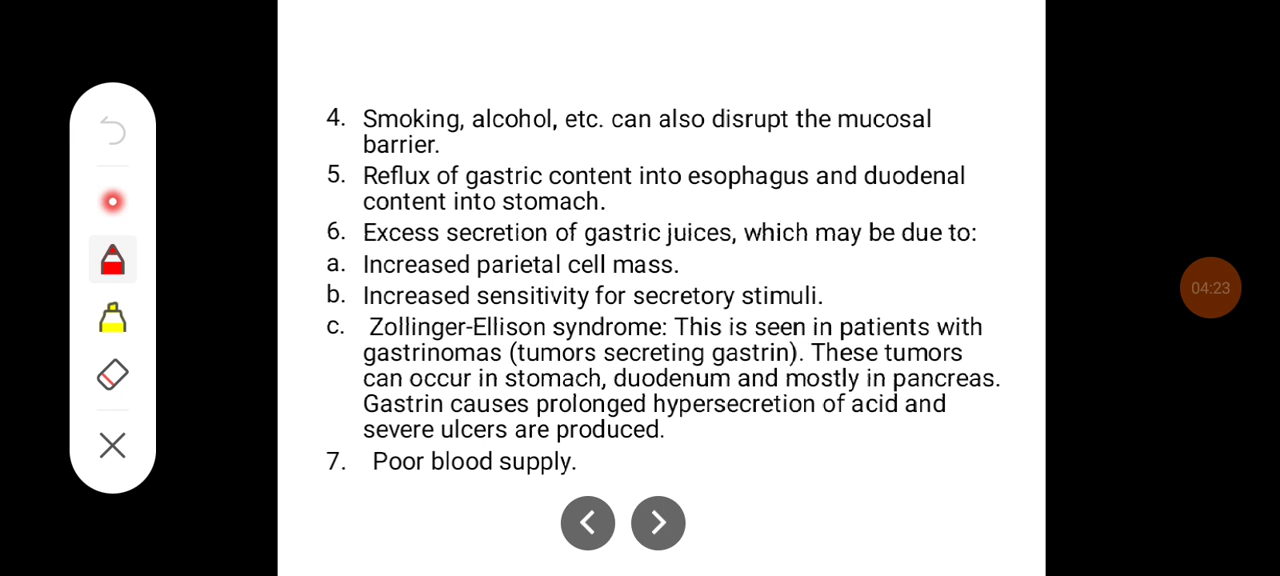 4. Smoking, alcohol, etc. can also disrupt the mucosal
barrier.
5. Reflux of gastric content into esophagus and duodenal
content into stomach.
6. Excess secretion of gastric juices, which may be due to:
a. Increased parietal cell mass.
b. Increased sensitivity for secretory stimuli.
c. Zollinger-Ellison syndrome: This is seen in patients with
gastrinomas (tumors secreting gastrin). These tumors
can occur in stomach, duodenum and mostly in pancreas.
Gastrin causes prolonged hypersecretion of acid and
severe ulcers are produced.
7. Poor blood supply.
04:23